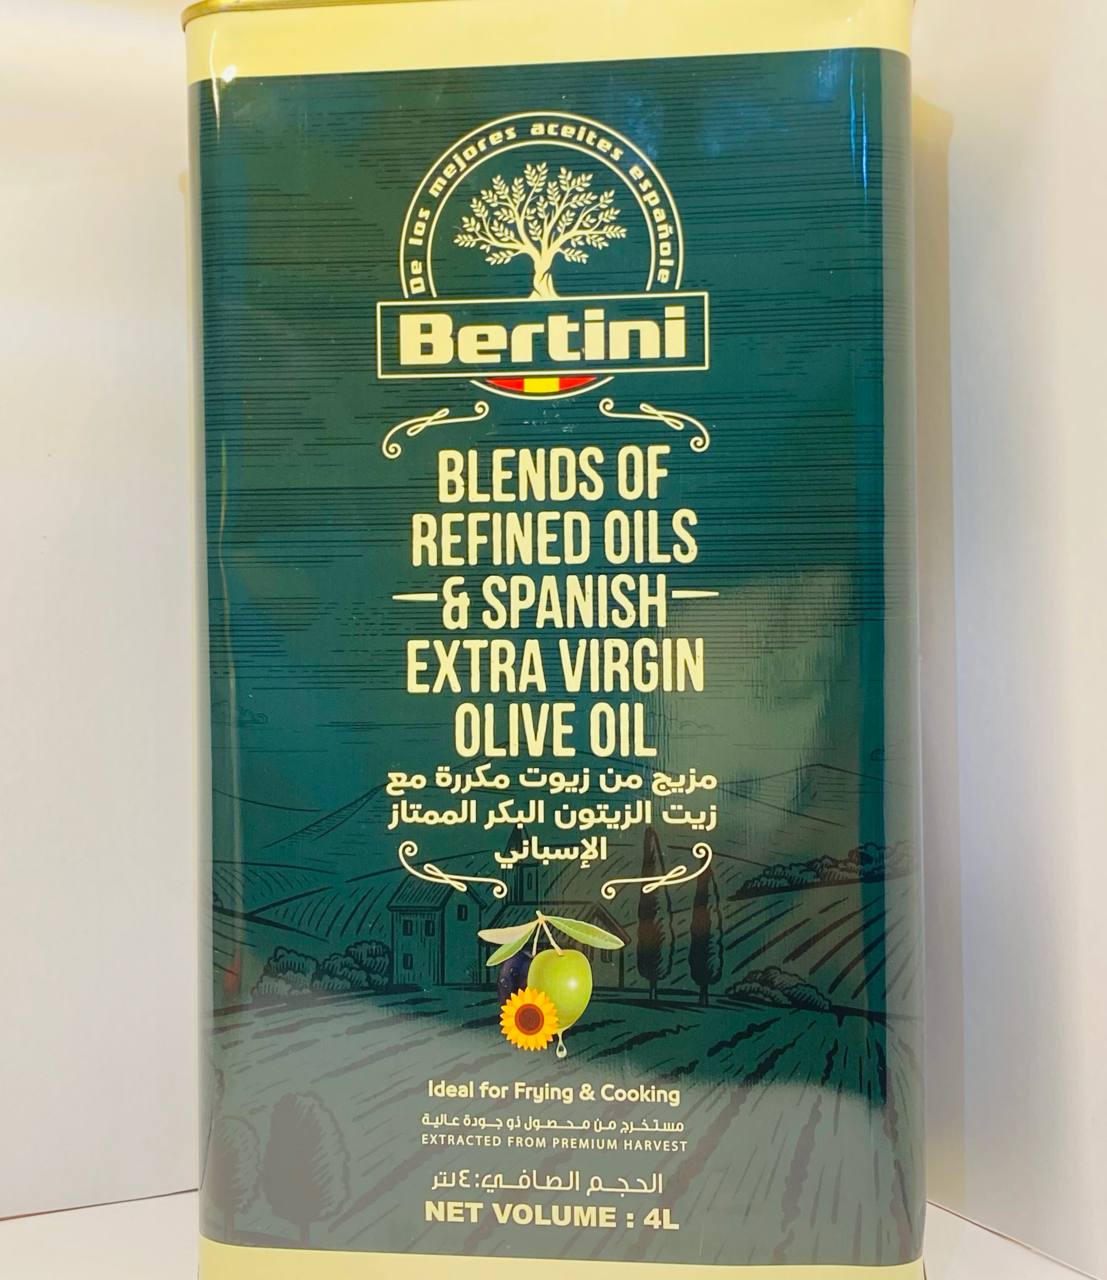 De los mejores aceites españole
Bertini
BLENDS OF
REFINED OILS
& SPANISH
EXTRA VIRGIN
OLIVE OIL
مزيج من زيوت مكررة مع
زيت الزيتون البكر الممتاز
الإسباني
Ideal for Frying & Cooking
مستخرج من محصول ذو جودة عالية
EXTRACTED FROM PREMIUM HARVEST
الحجم الصافي: ٤ لتر
NET VOLUME : 4L